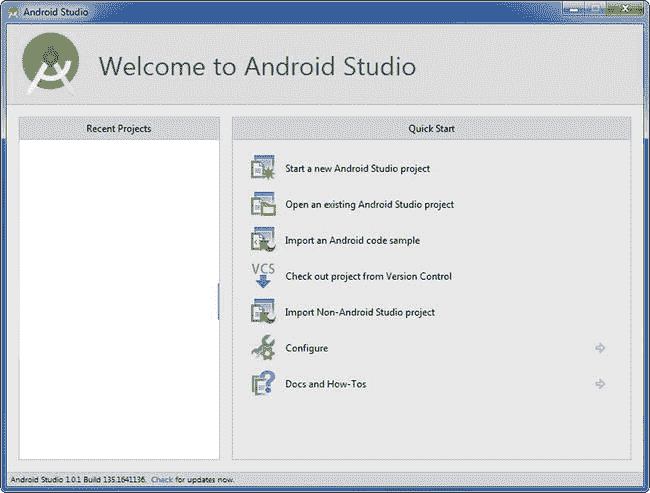 Android Studio
Welcome to Android Studio
Recent Projects
Quick Start
Start a new Android Studio project
Open an existing Android Studio project
Import an Android code sample
VCS
Check out project from Version Control
Import Non-Android Studio project
Configure
Docs and How-Tos
Android Studio 1.0.1 Build 135.1641136. Check for updates now.